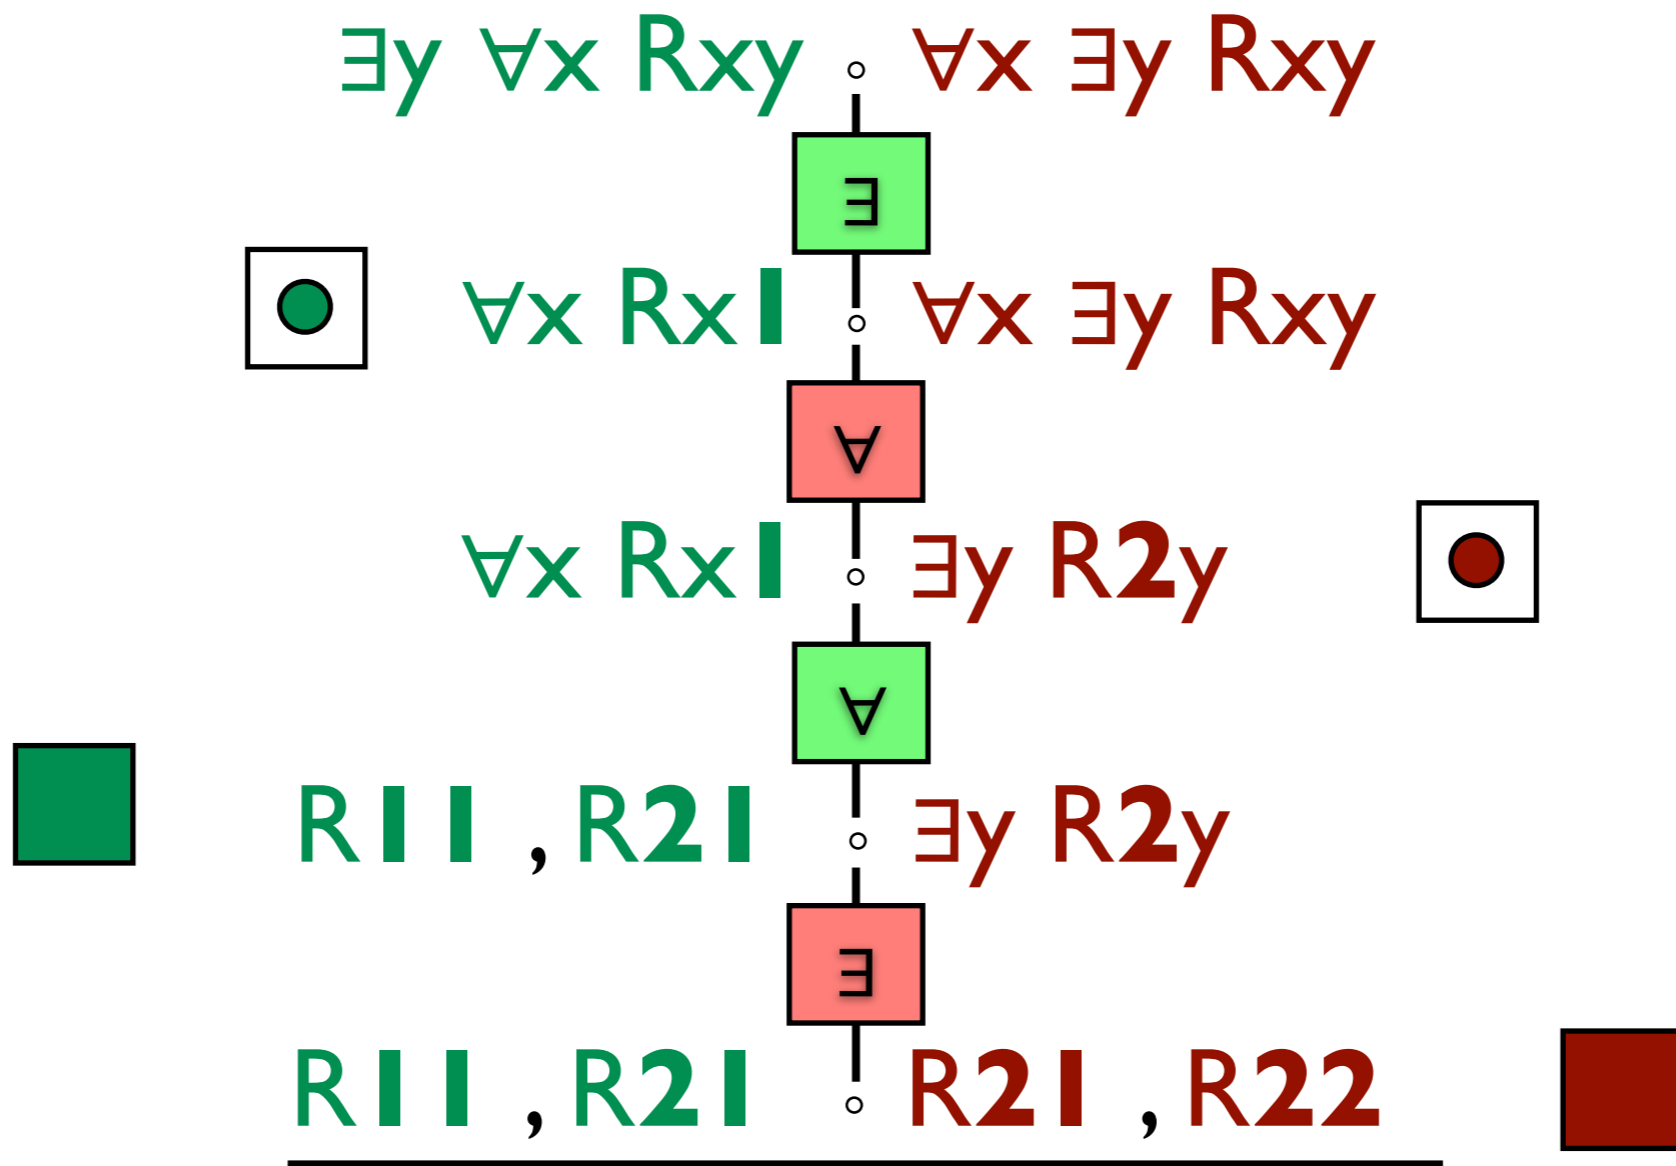 ∃y ∀x Rxy ∘ ∀x ∃y Rxy
∃
∀x Rx1 ∘ ∀x ∃y Rxy
∀
∀x Rx1 ∘ ∃y R2y
∀
R11 , R21 ∘ ∃y R2y
∃
R11 , R21 ∘ R21 , R22